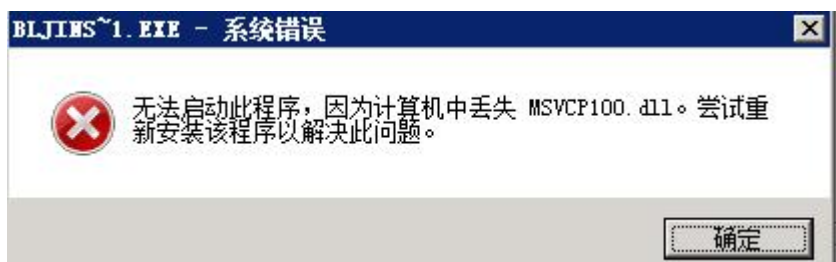 BLJINS~1.EXE - 系统错误
无法启动此程序，因为计算机中丢失 MSVCP100.dll。尝试重
新安装该程序以解决此问题。
确定